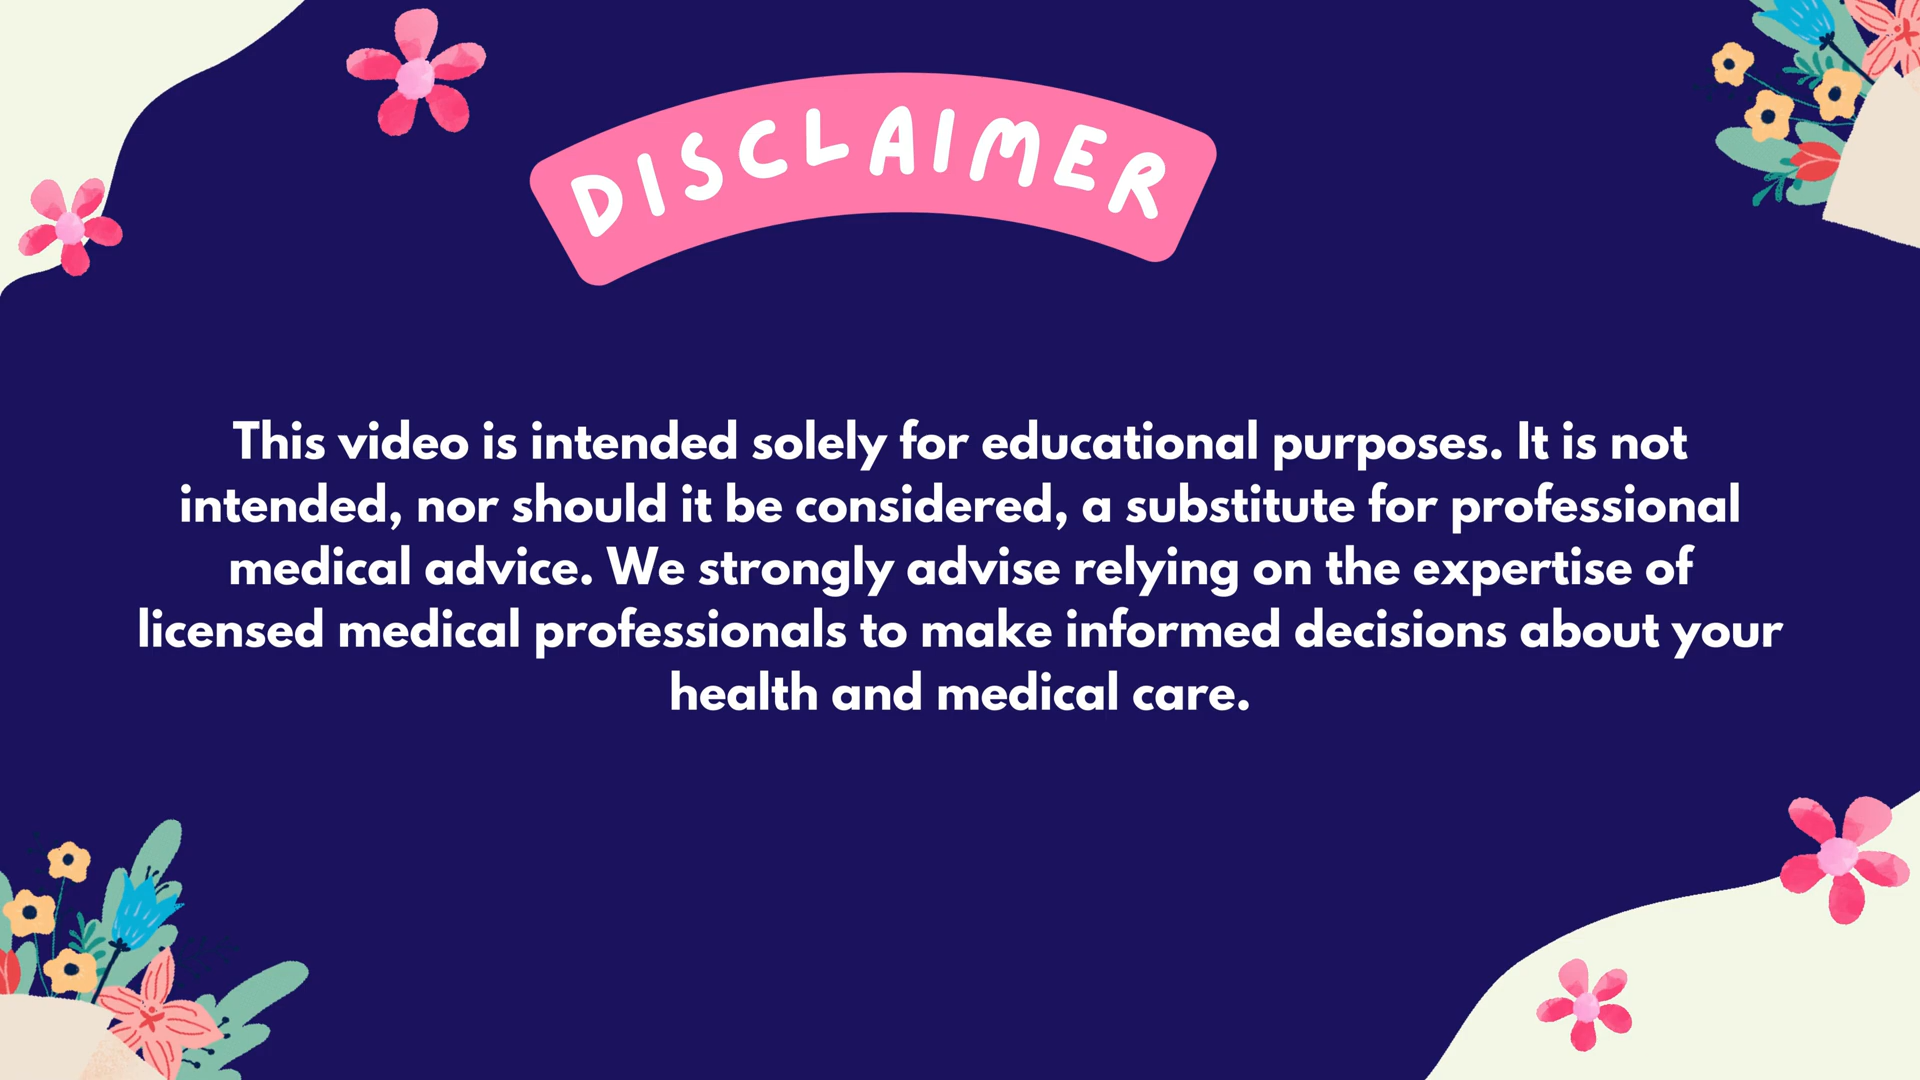 DISCLAIMER
This video is intended solely for educational purposes. It is not
intended, nor should it be considered, a substitute for professional
medical advice. We strongly advise relying on the expertise of
licensed medical professionals to make informed decisions about your
health and medical care.